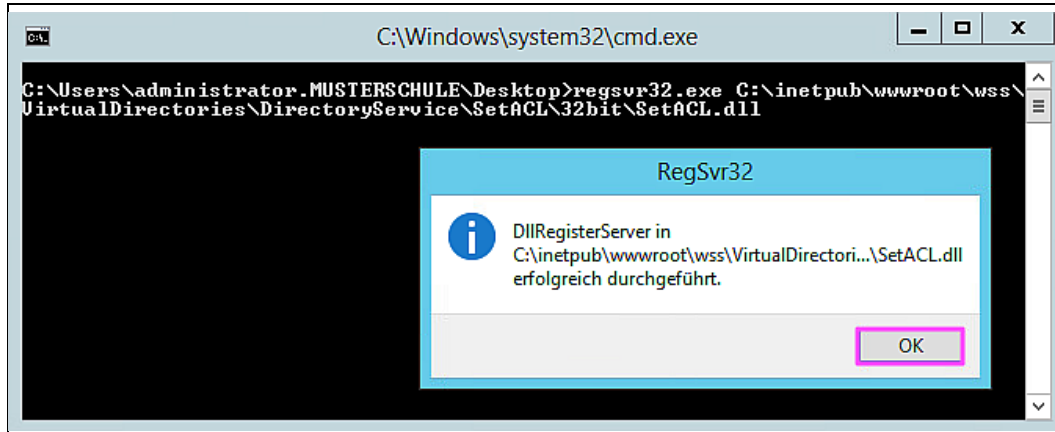 C:\Windows\system32\cmd.exe
C:\Users\administrator.MUSTERSCHULE\Desktop>regsvr32.exe C:\inetpub\wwwroot\wss\
VirtualDirectories\DirectoryService\SetACL\32bit\SetACL.dll
RegSvr32
DllRegisterServer in
C:\inetpub\wwwroot\wss\VirtualDirectori...\SetACL.dll
erfolgreich durchgeführt.
OK